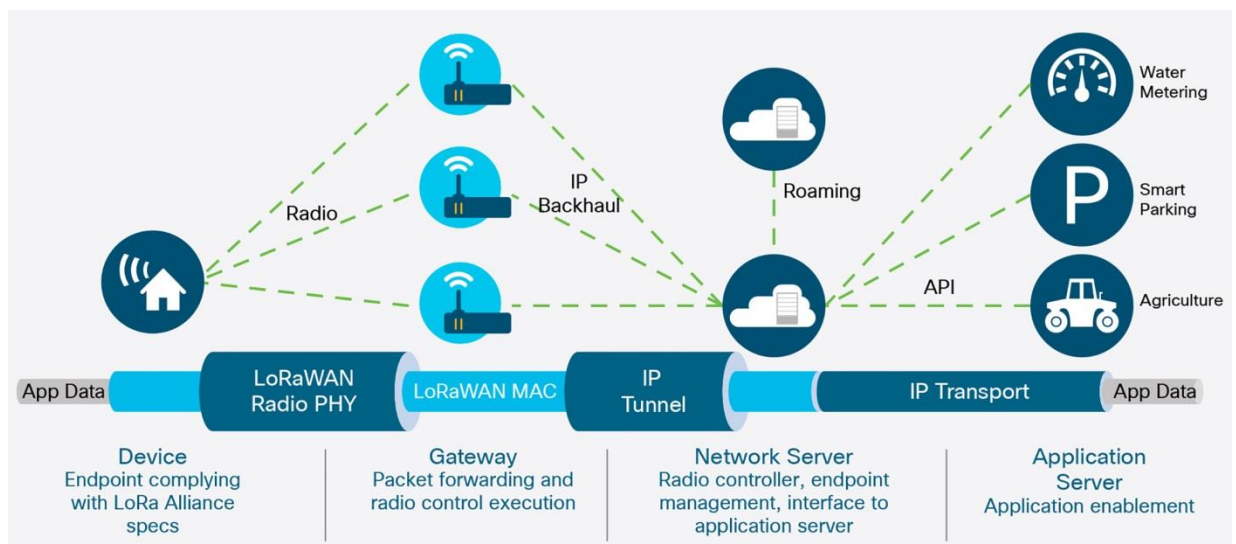 Water
Metering
IP
Backhaul
Radio
Roaming
Smart
Parking
P
API
Agriculture
App Data
LoRaWAN
Radio PHY
LoRaWAN MAC
IP
Tunnel
IP Transport
App Data
Device
Endpoint complying
with LoRa Alliance
specs
Gateway
Packet forwarding and
radio control execution
Network Server
Radio controller, endpoint
management, interface to
application server
Application
Server
Application enablement